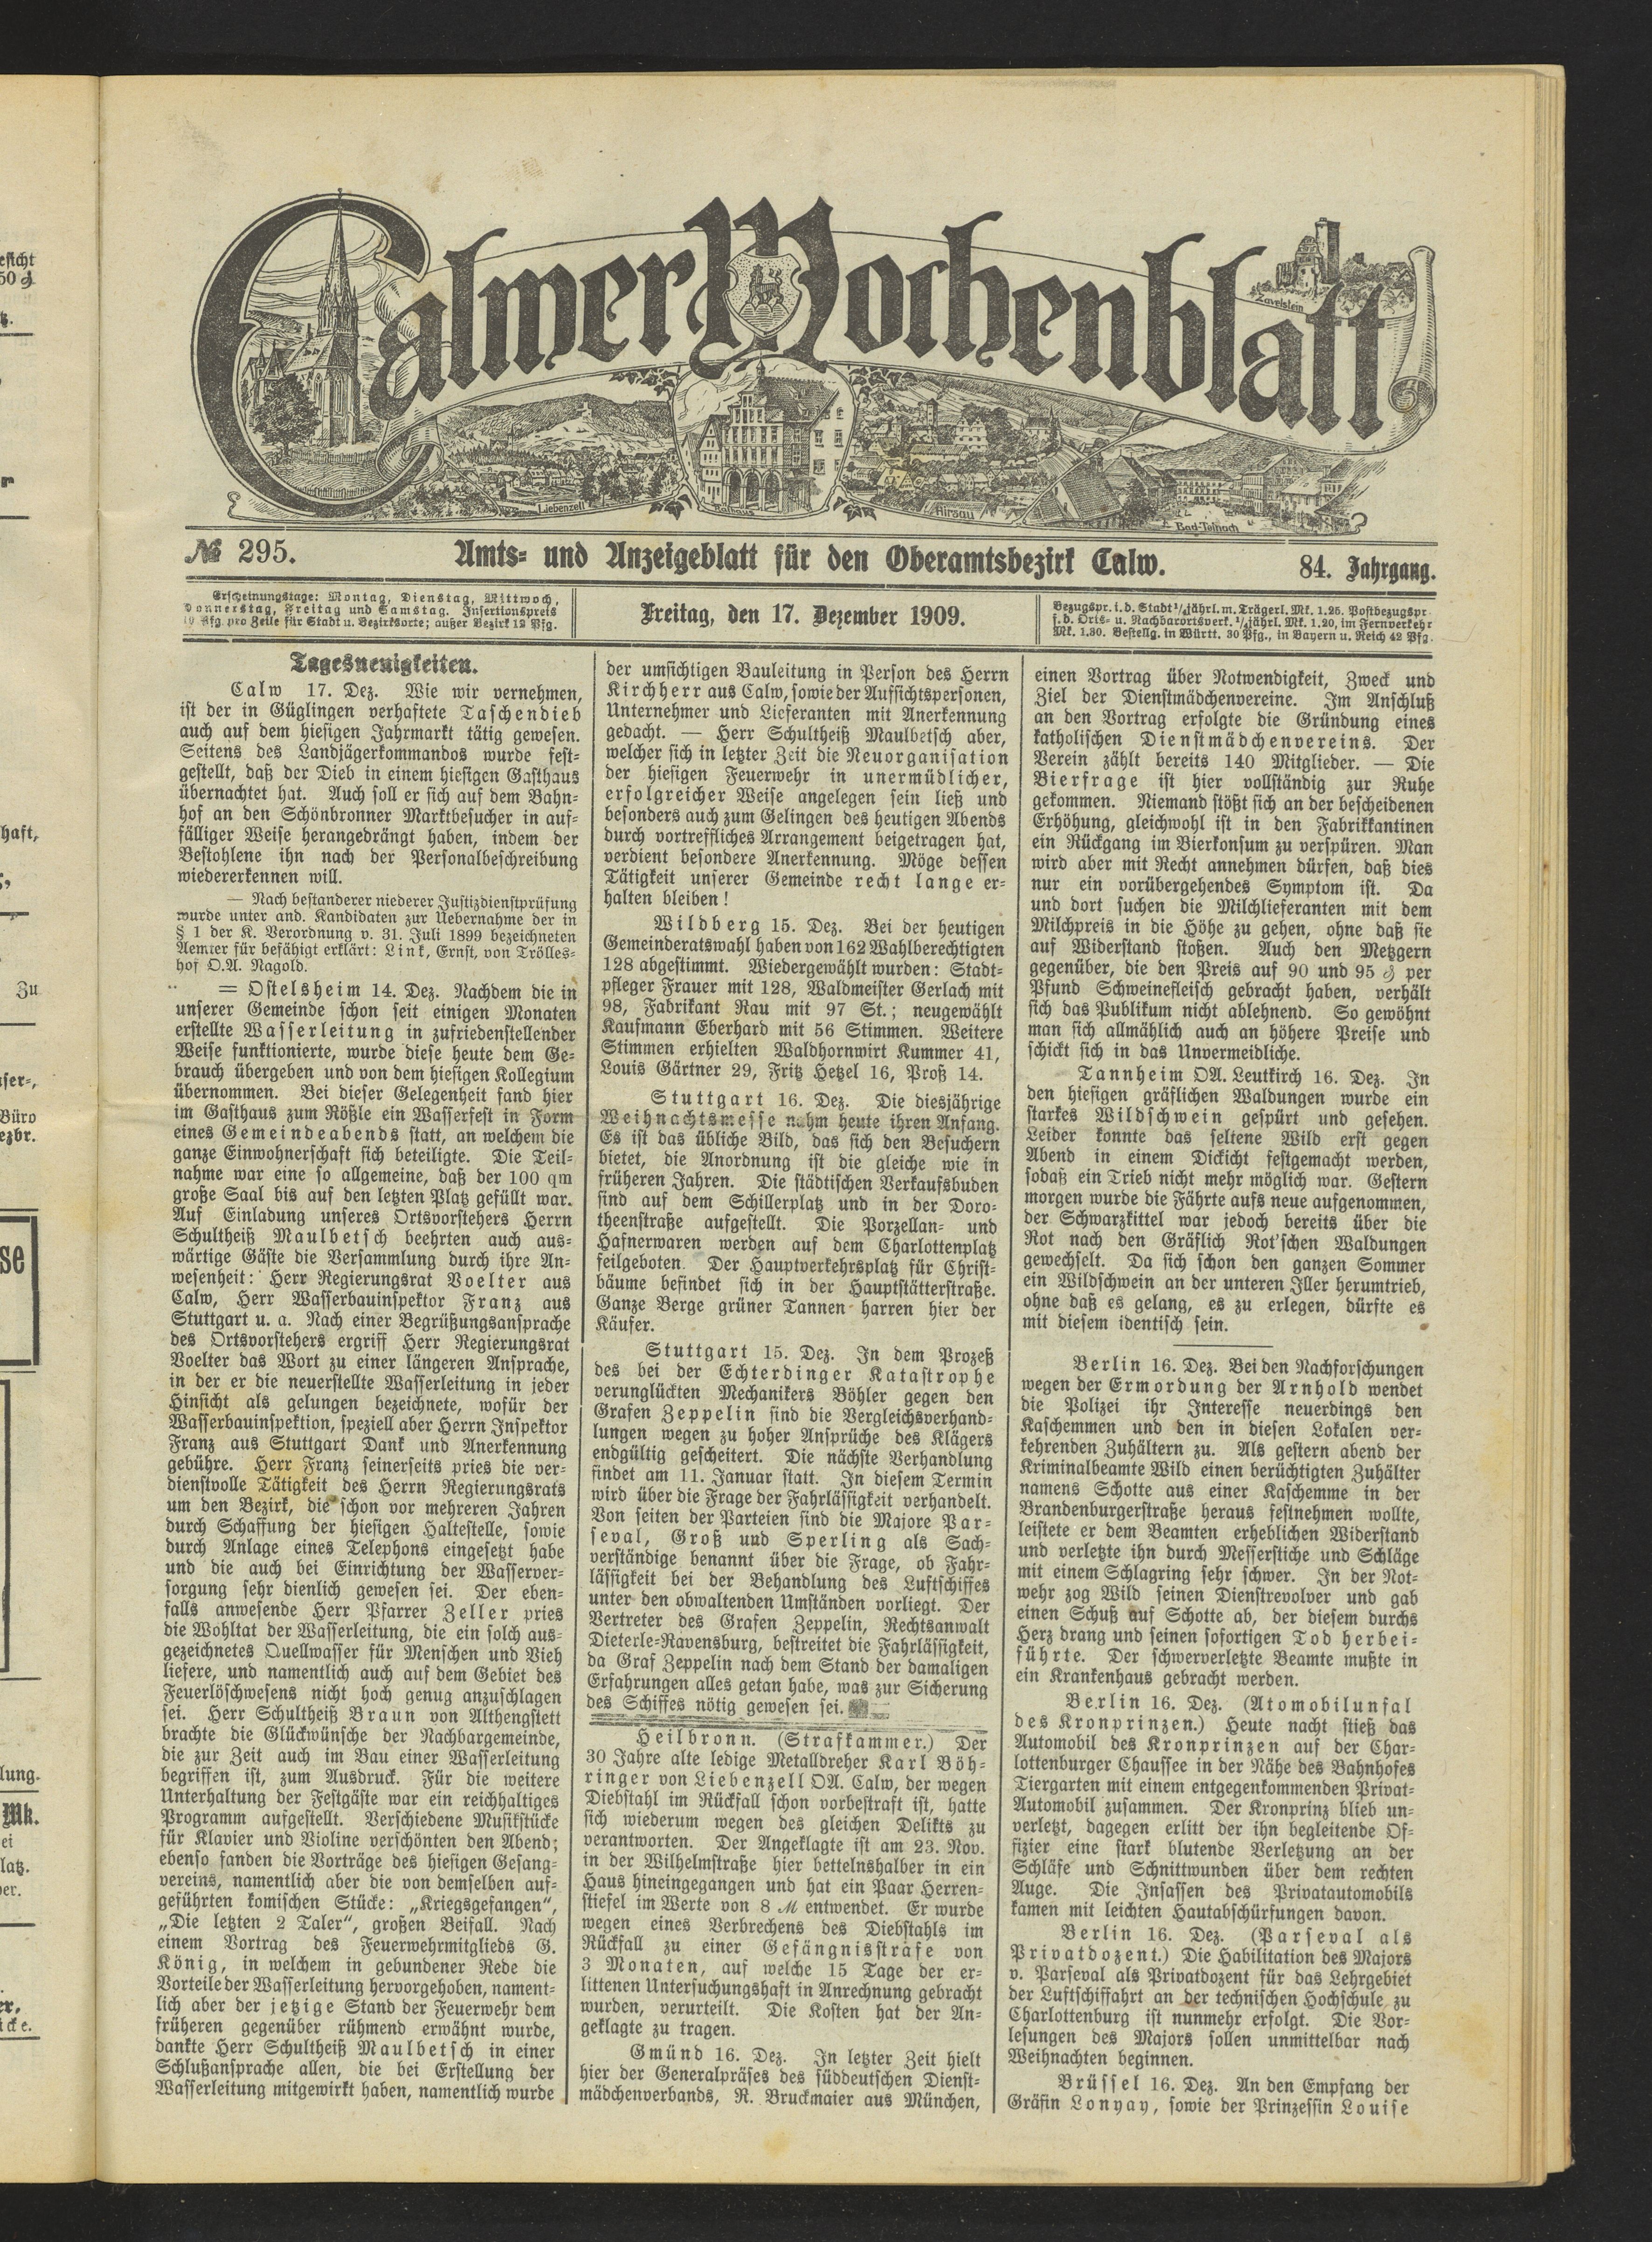 Calwer Wochenblatt
Zavelstein
Liebenzell
Rathaus
Hirsau
Bad-Teinach
№ 295.
Amts- und Anzeigeblatt für den Oberamtsbezirk Calw.
84. Jahrgang.
Erscheinungstage: Montag, Dienstag, Mittwoch,
Donnerstag, Freitag und Samstag. Insertionspreis
10 Pfg. pro Zeile für Stadt u. Bezirksorte; außer Bezirk 12 Pfg.
Freitag, den 17. Dezember 1909.
Bezugspr. i. d. Stadt ¼jährl. m. Trägerl. Mk. 1.25. Postbezugspr.
f. d. Orts- u. Nachbarortsverk. ¼jährl. Mk. 1.20, im Fernverkehr
Mk. 1.30. Bestellg. in Württ. 30 Pfg., in Bayern u. Reich 42 Pfg.
Tagesneuigkeiten.
Calw 17. Dez. Wie wir vernehmen,
ist der in Güglingen verhaftete Taschendieb
auch auf dem hiesigen Jahrmarkt tätig gewesen.
Seitens des Landjägerkommandos wurde fest-
gestellt, daß der Dieb in einem hiesigen Gasthaus
übernachtet hat. Auch soll er sich auf dem Bahn-
hof an den Schönbronner Marktbesucher in auf-
fälliger Weise herangedrängt haben, indem der
Bestohlene ihn nach der Personalbeschreibung
wiedererkennen will.
— Nach bestanderer niederer Justizdienstprüfung
wurde unter and. Kandidaten zur Uebernahme der in
§ 1 der K. Verordnung v. 31. Juli 1899 bezeichneten
Aemter für befähigt erklärt: Link, Ernst, von Trölles-
hof O.A. Nagold.
= Ostelsheim 14. Dez. Nachdem die in
unserer Gemeinde schon seit einigen Monaten
erstellte Wasserleitung in zufriedenstellender
Weise funktionierte, wurde diese heute dem Ge-
brauch übergeben und von dem hiesigen Kollegium
übernommen. Bei dieser Gelegenheit fand hier
im Gasthaus zum Rößle ein Wasserfest in Form
eines Gemeindeabends statt, an welchem die
ganze Einwohnerschaft sich beteiligte. Die Teil-
nahme war eine so allgemeine, daß der 100 qm
große Saal bis auf den letzten Platz gefüllt war.
Auf Einladung unseres Ortsvorstehers Herrn
Schultheiß Maulbetsch beehrten auch aus-
wärtige Gäste die Versammlung durch ihre An-
wesenheit: Herr Regierungsrat Voelter aus
Calw, Herr Wasserbauinspektor Franz aus
Stuttgart u. a. Nach einer Begrüßungsansprache
des Ortsvorstehers ergriff Herr Regierungsrat
Voelter das Wort zu einer längeren Ansprache,
in der er die neuerstellte Wasserleitung in jeder
Hinsicht als gelungen bezeichnete, wofür der
Wasserbauinspektion, speziell aber Herrn Inspektor
Franz aus Stuttgart Dank und Anerkennung
gebühre. Herr Franz seinerseits pries die ver-
dienstvolle Tätigkeit des Herrn Regierungsrats
um den Bezirk, die schon vor mehreren Jahren
durch Schaffung der hiesigen Haltestelle, sowie
durch Anlage eines Telephons eingesetzt habe
und die auch bei Einrichtung der Wasserver-
sorgung sehr dienlich gewesen sei. Der eben-
falls anwesende Herr Pfarrer Zeller pries
die Wohltat der Wasserleitung, die ein solch aus-
gezeichnetes Quellwasser für Menschen und Vieh
liefere, und namentlich auch auf dem Gebiet des
Feuerlöschwesens nicht hoch genug anzuschlagen
sei. Herr Schultheiß Braun von Althengstett
brachte die Glückwünsche der Nachbargemeinde,
die zur Zeit auch im Bau einer Wasserleitung
begriffen ist, zum Ausdruck. Für die weitere
Unterhaltung der Festgäste war ein reichhaltiges
Programm aufgestellt. Verschiedene Musikstücke
für Klavier und Violine verschönten den Abend;
ebenso fanden die Vorträge des hiesigen Gesang-
vereins, namentlich aber die von demselben auf-
geführten komischen Stücke: „Kriegsgefangen“,
„Die letzten 2 Taler“, großen Beifall. Nach
einem Vortrag des Feuerwehrmitglieds G.
König, in welchem in gebundener Rede die
Vorteile der Wasserleitung hervorgehoben, nament-
lich aber der jetzige Stand der Feuerwehr dem
früheren gegenüber rühmend erwähnt wurde,
dankte Herr Schultheiß Maulbetsch in einer
Schlußansprache allen, die bei Erstellung der
Wasserleitung mitgewirkt haben, namentlich wurde
der umsichtigen Bauleitung in Person des Herrn
Kirchherr aus Calw, sowie der Aufsichtspersonen,
Unternehmer und Lieferanten mit Anerkennung
gedacht. — Herr Schultheiß Maulbetsch aber,
welcher sich in letzter Zeit die Neuorganisation
der hiesigen Feuerwehr in unermüdlicher,
erfolgreicher Weise angelegen sein ließ und
besonders auch zum Gelingen des heutigen Abends
durch vortreffliches Arrangement beigetragen hat,
verdient besondere Anerkennung. Möge dessen
Tätigkeit unserer Gemeinde recht lange er-
halten bleiben!
Wildberg 15. Dez. Bei der heutigen
Gemeinderatswahl haben von 162 Wahlberechtigten
128 abgestimmt. Wiedergewählt wurden: Stadt-
pfleger Frauer mit 128, Waldmeister Gerlach mit
98, Fabrikant Rau mit 97 St.; neugewählt
Kaufmann Eberhard mit 56 Stimmen. Weitere
Stimmen erhielten Waldhornwirt Kummer 41,
Louis Gärtner 29, Fritz Hetzel 16, Proß 14.
Stuttgart 16. Dez. Die diesjährige
Weihnachtsmesse nahm heute ihren Anfang.
Es ist das übliche Bild, das sich den Besuchern
bietet, die Anordnung ist die gleiche wie in
früheren Jahren. Die städtischen Verkaufsbuden
sind auf dem Schillerplatz und in der Doro-
theenstraße aufgestellt. Die Porzellan- und
Hafnerwaren werden auf dem Charlottenplatz
feilgeboten. Der Hauptverkehrsplatz für Christ-
bäume befindet sich in der Hauptstätterstraße.
Ganze Berge grüner Tannen harren hier der
Käufer.
Stuttgart 15. Dez. In dem Prozeß
des bei der Echterdinger Katastrophe
verunglückten Mechanikers Böhler gegen den
Grafen Zeppelin sind die Vergleichsverhand-
lungen wegen zu hoher Ansprüche des Klägers
endgültig gescheitert. Die nächste Verhandlung
findet am 11. Januar statt. In diesem Termin
wird über die Frage der Fahrlässigkeit verhandelt.
Von seiten der Parteien sind die Majore Par-
seval, Groß und Sperling als Sach-
verständige benannt über die Frage, ob Fahr-
lässigkeit bei der Behandlung des Luftschiffes
unter den obwaltenden Umständen vorliegt. Der
Vertreter des Grafen Zeppelin, Rechtsanwalt
Dieterle-Ravensburg, bestreitet die Fahrlässigkeit,
da Graf Zeppelin nach dem Stand der damaligen
Erfahrungen alles getan habe, was zur Sicherung
des Schiffes nötig gewesen sei.
Heilbronn. (Strafkammer.) Der
30 Jahre alte ledige Metalldreher Karl Böh-
ringer von Liebenzell OA. Calw, der wegen
Diebstahl im Rückfall schon vorbestraft ist, hatte
sich wiederum wegen des gleichen Delikts zu
verantworten. Der Angeklagte ist am 23. Nov.
in der Wilhelmstraße hier bettelnshalber in ein
Haus hineingegangen und hat ein Paar Herren-
stiefel im Werte von 8 M entwendet. Er wurde
wegen eines Verbrechens des Diebstahls im
Rückfall zu einer Gefängnisstrafe von
3 Monaten, auf welche 15 Tage der er-
littenen Untersuchungshaft in Anrechnung gebracht
wurden, verurteilt. Die Kosten hat der An-
geklagte zu tragen.
Gmünd 16. Dez. In letzter Zeit hielt
hier der Generalpräses des süddeutschen Dienst-
mädchenverbands, R. Bruckmaier aus München,
einen Vortrag über Notwendigkeit, Zweck und
Ziel der Dienstmädchenvereine. Im Anschluß
an den Vortrag erfolgte die Gründung eines
katholischen Dienstmädchenvereins. Der
Verein zählt bereits 140 Mitglieder. — Die
Bierfrage ist hier vollständig zur Ruhe
gekommen. Niemand stößt sich an der bescheidenen
Erhöhung, gleichwohl ist in den Fabrikkantinen
ein Rückgang im Bierkonsum zu verspüren. Man
wird aber mit Recht annehmen dürfen, daß dies
nur ein vorübergehendes Symptom ist. Da
und dort suchen die Milchlieferanten mit dem
Milchpreis in die Höhe zu gehen, ohne daß sie
auf Widerstand stoßen. Auch den Metzgern
gegenüber, die den Preis auf 90 und 95 ₰ per
Pfund Schweinefleisch gebracht haben, verhält
sich das Publikum nicht ablehnend. So gewöhnt
man sich allmählich auch an höhere Preise und
schickt sich in das Unvermeidliche.
Tannheim OA. Leutkirch 16. Dez. In
den hiesigen gräflichen Waldungen wurde ein
starkes Wildschwein gespürt und gesehen.
Leider konnte das seltene Wild erst gegen
Abend in einem Dickicht festgemacht werden,
sodaß ein Trieb nicht mehr möglich war. Gestern
morgen wurde die Fährte aufs neue aufgenommen,
der Schwarzkittel war jedoch bereits über die
Rot nach den Gräflich Rot'schen Waldungen
gewechselt. Da sich schon den ganzen Sommer
ein Wildschwein an der unteren Iller herumtrieb,
ohne daß es gelang, es zu erlegen, dürfte es
mit diesem identisch sein.
Berlin 16. Dez. Bei den Nachforschungen
wegen der Ermordung der Arnhold wendet
die Polizei ihr Interesse neuerdings den
Kaschemmen und den in diesen Lokalen ver-
kehrenden Zuhältern zu. Als gestern abend der
Kriminalbeamte Wild einen berüchtigten Zuhälter
namens Schotte aus einer Kaschemme in der
Brandenburgerstraße heraus festnehmen wollte,
leistete er dem Beamten erheblichen Widerstand
und verletzte ihn durch Messerstiche und Schläge
mit einem Schlagring sehr schwer. In der Not-
wehr zog Wild seinen Dienstrevolver und gab
einen Schuß auf Schotte ab, der diesem durchs
Herz drang und seinen sofortigen Tod herbei-
führte. Der schwerverletzte Beamte mußte in
ein Krankenhaus gebracht werden.
Berlin 16. Dez. (Atomobilunfal
des Kronprinzen.) Heute nacht stieß das
Automobil des Kronprinzen auf der Char-
lottenburger Chaussee in der Nähe des Bahnhofes
Tiergarten mit einem entgegenkommenden Privat-
Automobil zusammen. Der Kronprinz blieb un-
verletzt, dagegen erlitt der ihn begleitende Of-
fizier eine stark blutende Verletzung an der
Schläfe und Schnittwunden über dem rechten
Auge. Die Insassen des Privatautomobils
kamen mit leichten Hautabschürfungen davon.
Berlin 16. Dez. (Parseval als
Privatdozent.) Die Habilitation des Majors
v. Parseval als Privatdozent für das Lehrgebiet
der Luftschiffahrt an der technischen Hochschule zu
Charlottenburg ist nunmehr erfolgt. Die Vor-
lesungen des Majors sollen unmittelbar nach
Weihnachten beginnen.
Brüssel 16. Dez. An den Empfang der
Gräfin Lonyay, sowie der Prinzessin Louise